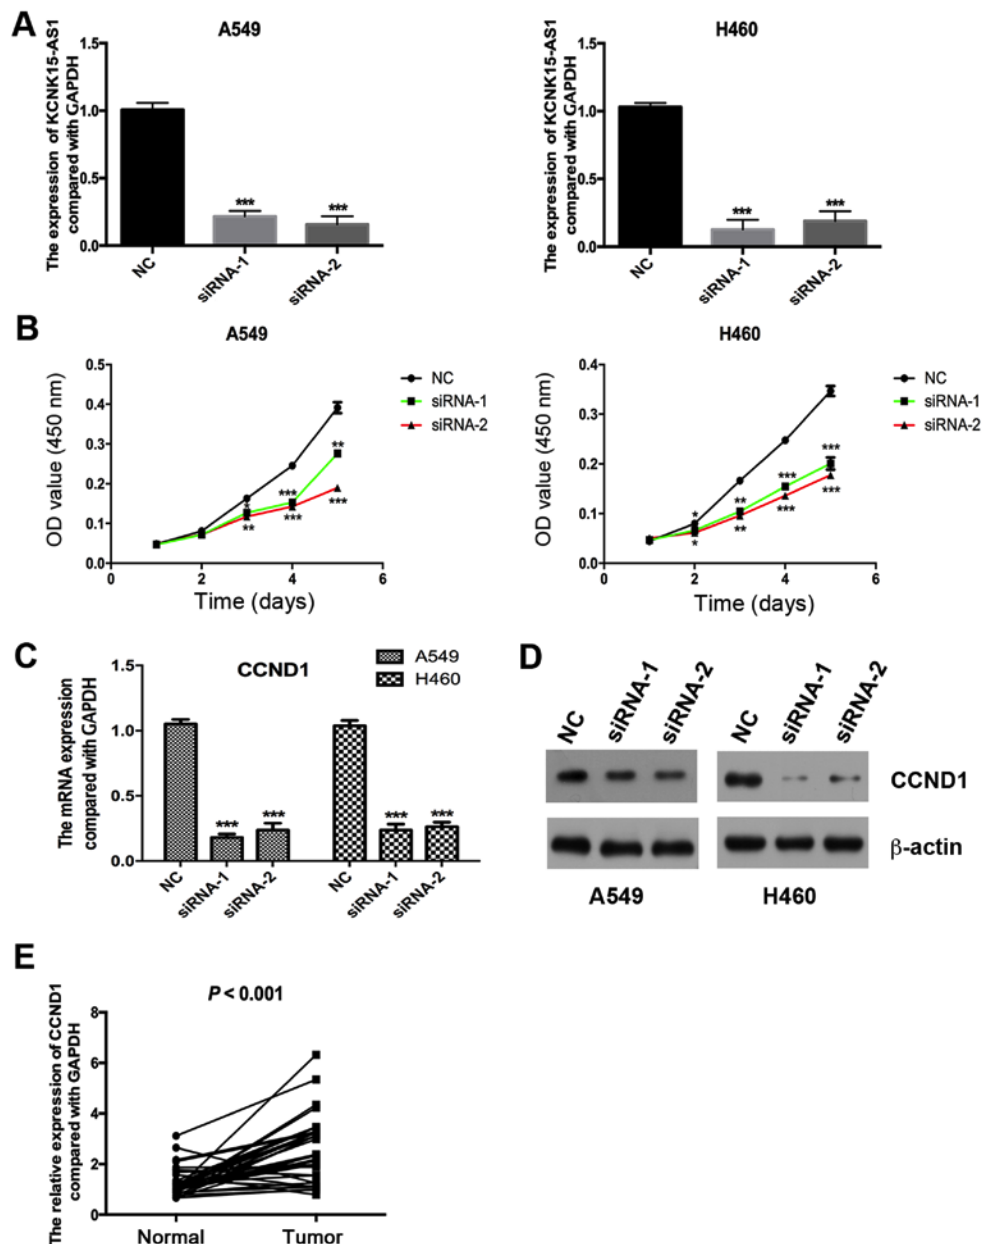 A
A549
The expression of KCNK15-AS1
compared with GAPDH
1.5
1.0
0.5
0.0
***
***
NC
siRNA-1
siRNA-2
H460
The expression of KCNK15-AS1
compared with GAPDH
1.5
1.0
0.5
0.0
***
***
NC
siRNA-1
siRNA-2
B
A549
OD value (450 nm)
0.5
0.4
0.3
0.2
0.1
0.0
0
2
4
6
Time (days)
NC
siRNA-1
siRNA-2
*
**
***
***
**
***
H460
OD value (450 nm)
0.4
0.3
0.2
0.1
0.0
0
2
4
6
Time (days)
NC
siRNA-1
siRNA-2
*
*
**
**
***
***
***
***
C
CCND1
A549
H460
The mRNA expression
compared with GAPDH
1.5
1.0
0.5
0.0
***
***
***
***
NC
siRNA-1
siRNA-2
NC
siRNA-1
siRNA-2
D
NC
siRNA-1
siRNA-2
NC
siRNA-1
siRNA-2
CCND1
β-actin
A549
H460
E
P < 0.001
The relative expression of CCND1
compared with GAPDH
8
6
4
2
0
Normal
Tumor